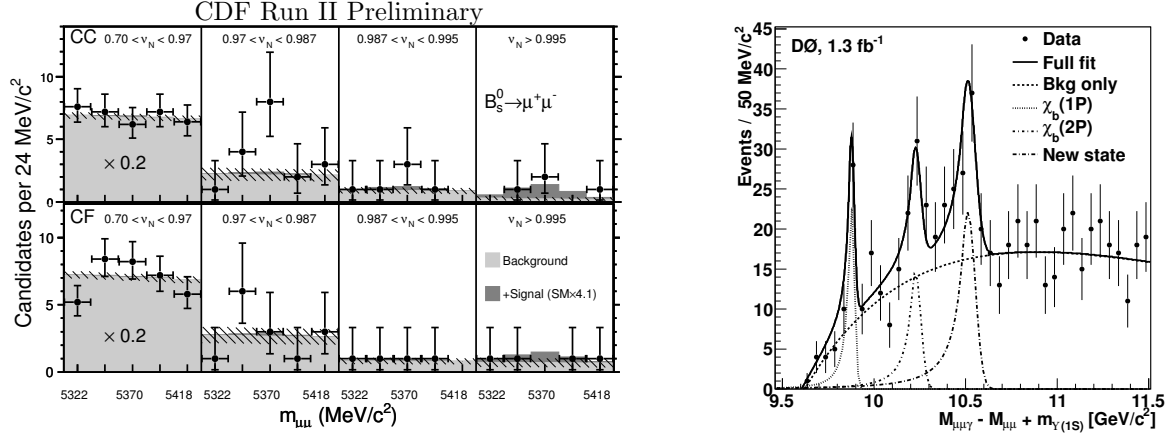 CDF Run II Preliminary
CC
0.70 < ν_N < 0.97
0.97 < ν_N < 0.987
0.987 < ν_N < 0.995
ν_N > 0.995
B⁰_s→μ⁺μ⁻
× 0.2
10
5
0
CF
0.70 < ν_N < 0.97
0.97 < ν_N < 0.987
0.987 < ν_N < 0.995
ν_N > 0.995
Background
+Signal (SM×4.1)
× 0.2
10
5
0
Candidates per 24 MeV/c²
5322 5370 5418 5322 5370 5418 5322 5370 5418 5322 5370 5418
m_μμ (MeV/c²)
DØ, 1.3 fb⁻¹
Data
Full fit
Bkg only
χ_b(1P)
χ_b(2P)
New state
Events / 50 MeV/c²
45
40
35
30
25
20
15
10
5
0
9.5 10 10.5 11 11.5
M_μμγ - M_μμ + m_Υ(1S) [GeV/c²]